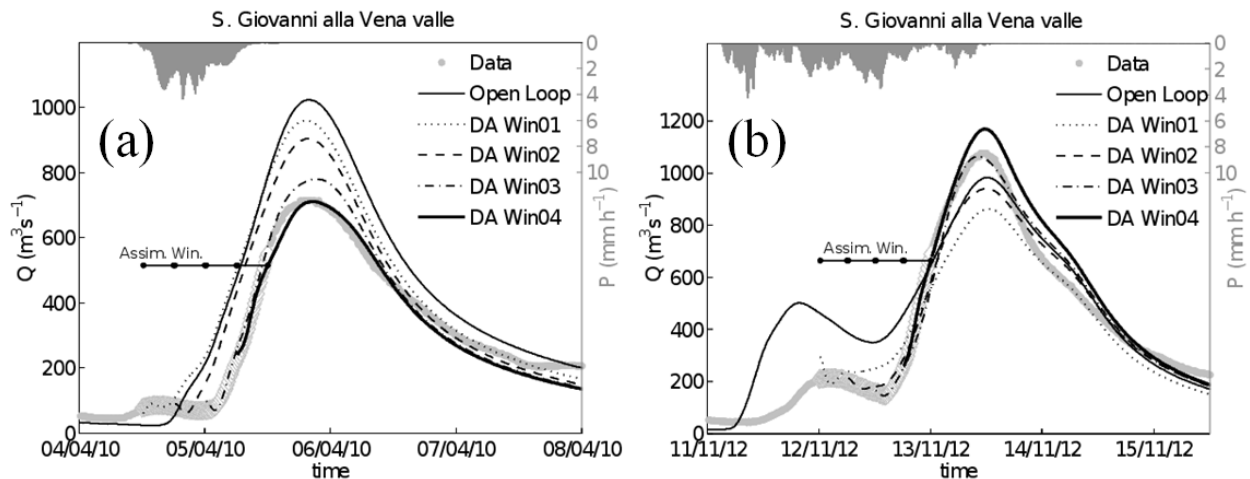 S. Giovanni alla Vena valle
(a)
Data
Open Loop
DA Win01
DA Win02
DA Win03
DA Win04
Assim. Win.
Q (m³s⁻¹)
1000
800
600
400
200
0
0
2
4
6
8
10
P (mm h⁻¹)
04/04/10 05/04/10 06/04/10 07/04/10 08/04/10
time
S. Giovanni alla Vena valle
(b)
Data
Open Loop
DA Win01
DA Win02
DA Win03
DA Win04
Assim. Win.
Q (m³s⁻¹)
1200
1000
800
600
400
200
0
0
2
4
6
8
10
P (mm h⁻¹)
11/11/12 12/11/12 13/11/12 14/11/12 15/11/12
time